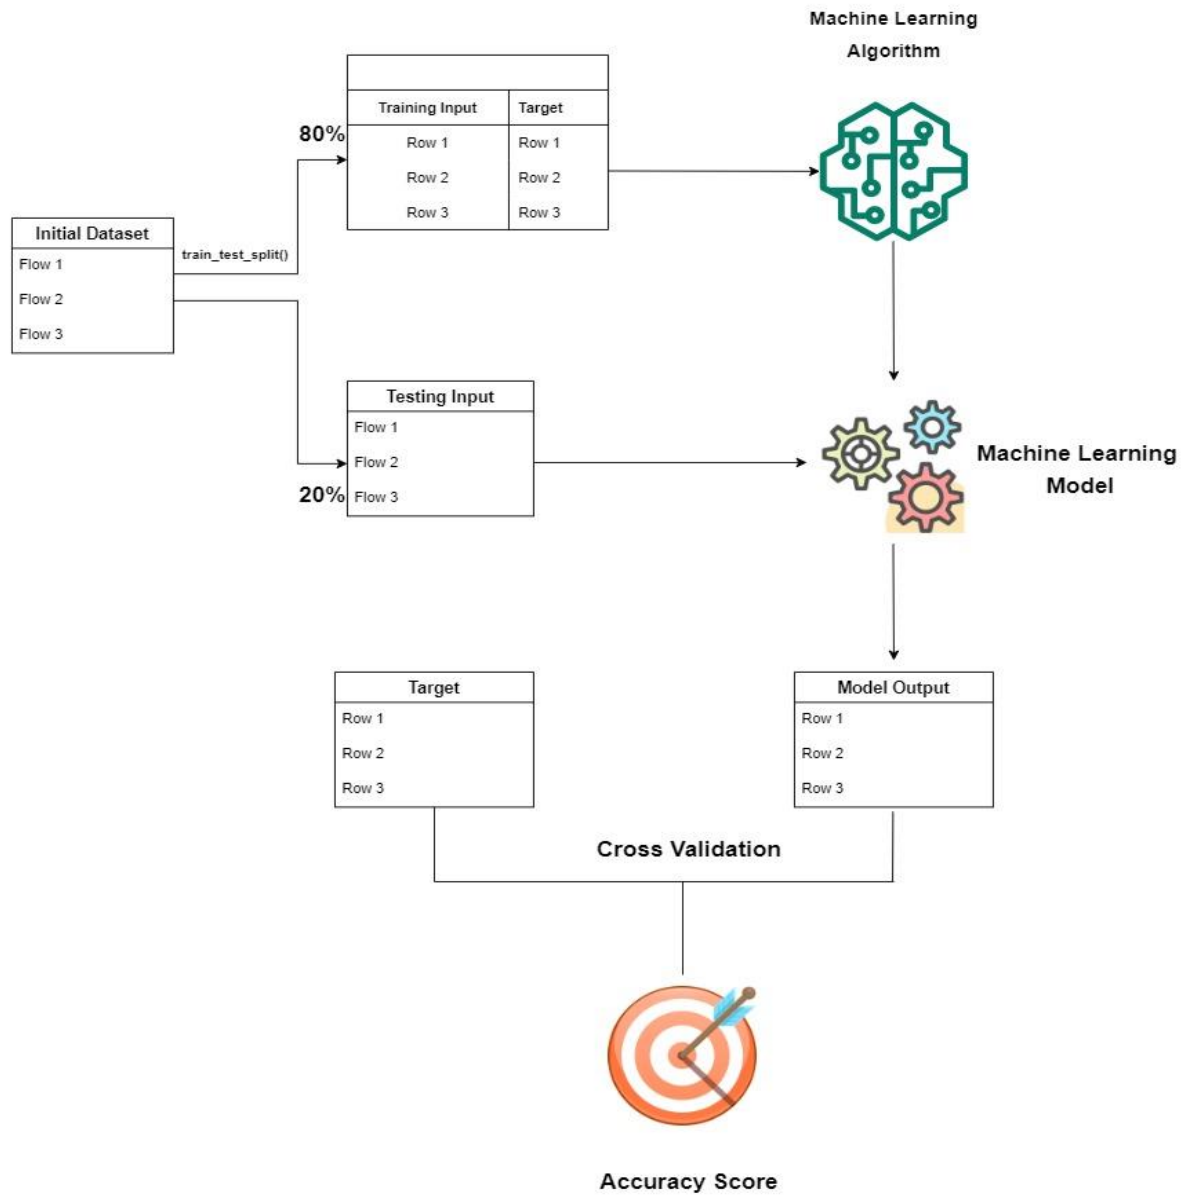 Machine Learning
Algorithm
Training Input Target
80%
Row 1 Row 1
Row 2 Row 2
Row 3 Row 3
Initial Dataset
train_test_split()
Flow 1
Flow 2
Flow 3
Testing Input
Flow 1
Flow 2
20% Flow 3
Machine Learning
Model
Target
Row 1
Row 2
Row 3
Model Output
Row 1
Row 2
Row 3
Cross Validation
Accuracy Score